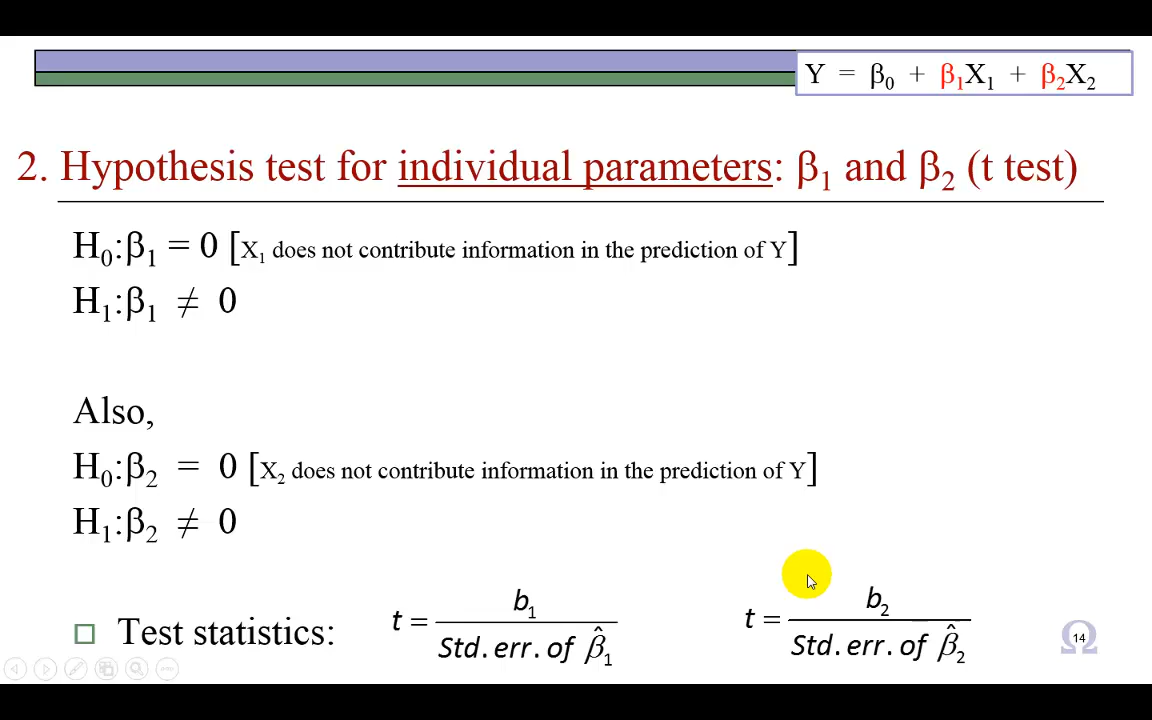 Y = β₀ + β₁X₁ + β₂X₂
2. Hypothesis test for individual parameters: β₁ and β₂ (t test)
H₀:β₁ = 0 [X₁ does not contribute information in the prediction of Y]
H₁:β₁ ≠ 0
Also,
H₀:β₂ = 0 [X₂ does not contribute information in the prediction of Y]
H₁:β₂ ≠ 0
Test statistics: t = b₁ / Std. err. of β̂₁ t = b₂ / Std. err. of β̂₂
Ω 14